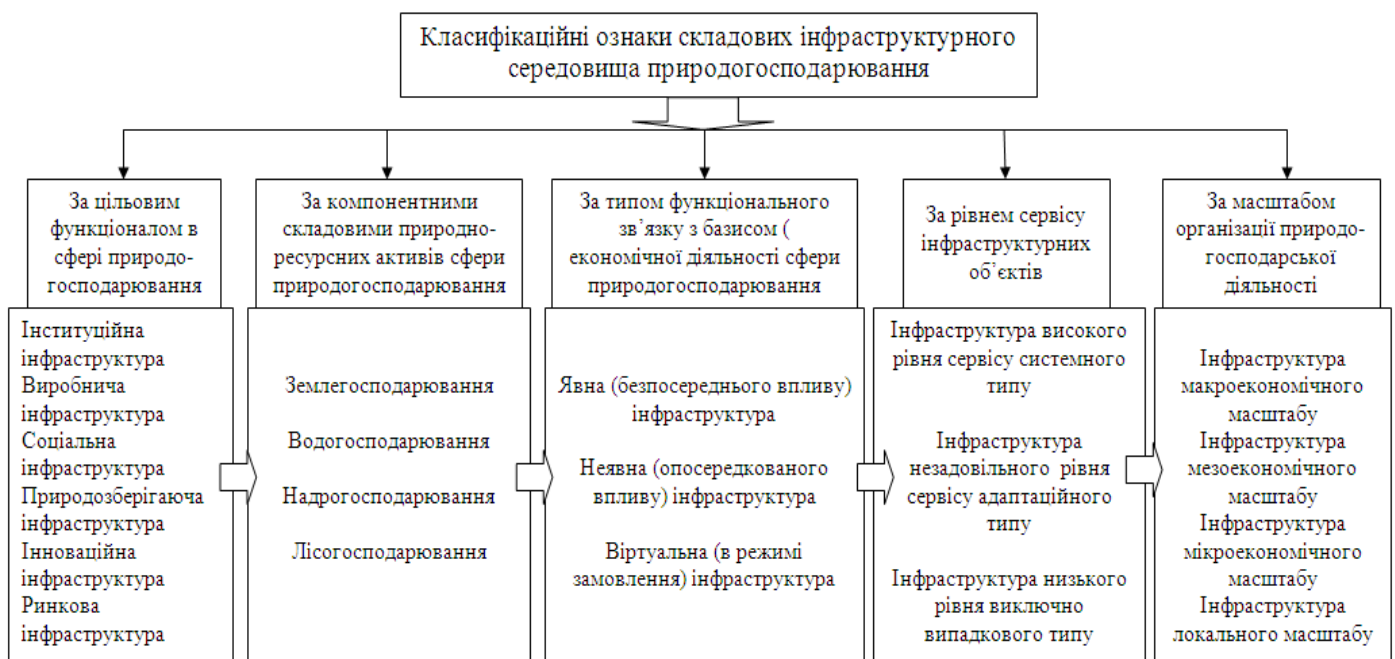 Класифікаційні ознаки складових інфраструктурного
середовища природогосподарювання
За цільовим
функціоналом в
сфері природо-
господарювання
За компонентними
складовими природно-
ресурсних активів сфери
природогосподарювання
За типом функціонального
зв’язку з базисом (
економічної діяльності сфери
природогосподарювання
За рівнем сервісу
інфраструктурних
об’єктів
За масштабом
організації природо-
господарської
діяльності
Інституційна
інфраструктура
Виробнича
інфраструктура
Соціальна
інфраструктура
Природозберігаюча
інфраструктура
Інноваційна
інфраструктура
Ринкова
інфраструктура
Землегосподарювання
Водогосподарювання
Надрогосподарювання
Лісогосподарювання
Явна (безпосереднього впливу)
інфраструктура
Неявна (опосередкованого
впливу) інфраструктура
Віртуальна (в режимі
замовлення) інфраструктура
Інфраструктура високого
рівня сервісу системного
типу
Інфраструктура
незадовільного рівня
сервісу адаптаційного
типу
Інфраструктура низького
рівня виключно
випадкового типу
Інфраструктура
макроекономічного
масштабу
Інфраструктура
мезоекономічного
масштабу
Інфраструктура
мікроекономічного
масштабу
Інфраструктура
локального масштабу